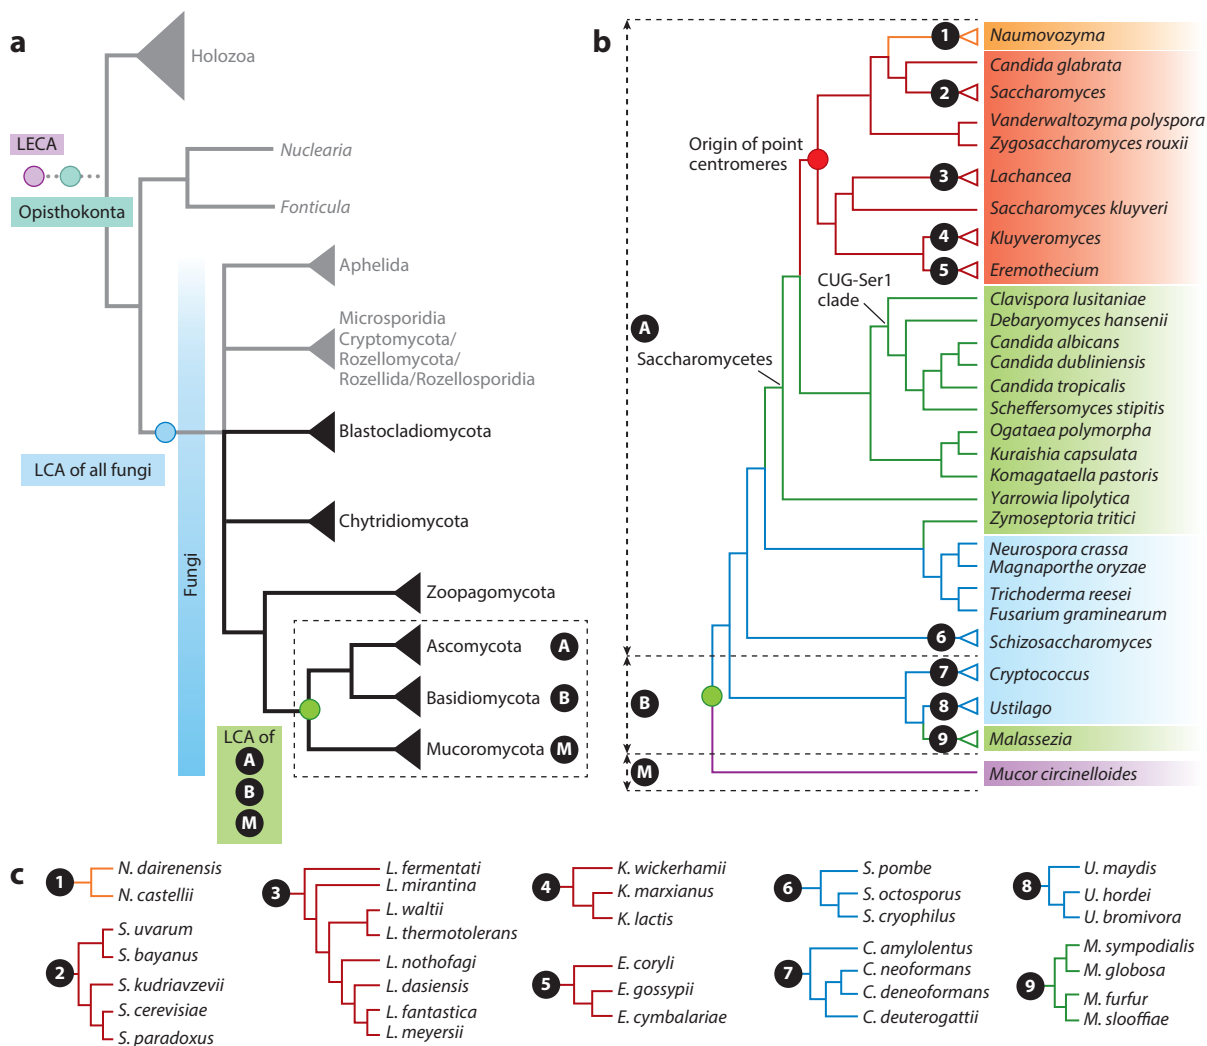 a
Holozoa
LECA
Nuclearia
Opisthokonta
Fonticula
Aphelida
Microsporidia
Cryptomycota/
Rozellomycota/
Rozellida/Rozellosporidia
Blastocladiomycota
LCA of all fungi
Chytridiomycota
Fungi
Zoopagomycota
Ascomycota A
Basidiomycota B
Mucoromycota M
LCA of
A
B
M
b
1 Naumovozyma
Candida glabrata
2 Saccharomyces
Vanderwaltozyma polyspora
Zygosaccharomyces rouxii
Origin of point
centromeres
3 Lachancea
Saccharomyces kluyveri
4 Kluyveromyces
5 Eremothecium
CUG-Ser1
clade
Clavispora lusitaniae
Debaryomyces hansenii
A
Candida albicans
Saccharomycetes
Candida dubliniensis
Candida tropicalis
Scheffersomyces stipitis
Ogataea polymorpha
Kuraishia capsulata
Komagataella pastoris
Yarrowia lipolytica
Zymoseptoria tritici
Neurospora crassa
Magnaporthe oryzae
Trichoderma reesei
Fusarium graminearum
6 Schizosaccharomyces
7 Cryptococcus
B
8 Ustilago
9 Malassezia
M
Mucor circinelloides
c
1
N. dairenensis
N. castellii
2
S. uvarum
S. bayanus
S. kudriavzevii
S. cerevisiae
S. paradoxus
3
L. fermentati
L. mirantina
L. waltii
L. thermotolerans
L. nothofagi
L. dasiensis
L. fantastica
L. meyersii
4
K. wickerhamii
K. marxianus
K. lactis
5
E. coryli
E. gossypii
E. cymbalariae
6
S. pombe
S. octosporus
S. cryophilus
7
C. amylolentus
C. neoformans
C. deneoformans
C. deuterogattii
8
U. maydis
U. hordei
U. bromivora
9
M. sympodialis
M. globosa
M. furfur
M. slooffiae